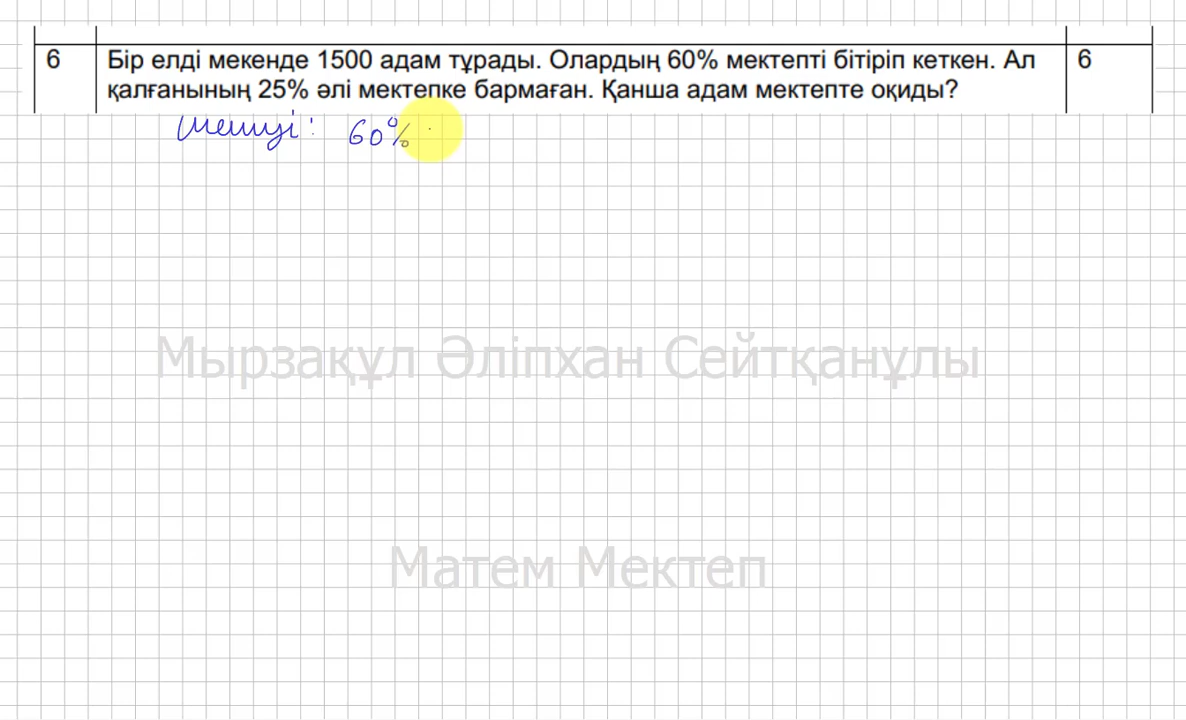 6 Бір елді мекенде 1500 адам тұрады. Олардың 60% мектепті бітіріп кеткен. Ал 6
қалғанының 25% әлі мектепке бармаған. Қанша адам мектепте оқиды?
Шешуі: 60%
Мырзақұл Әліпхан Сейтқанұлы
Матем Мектеп